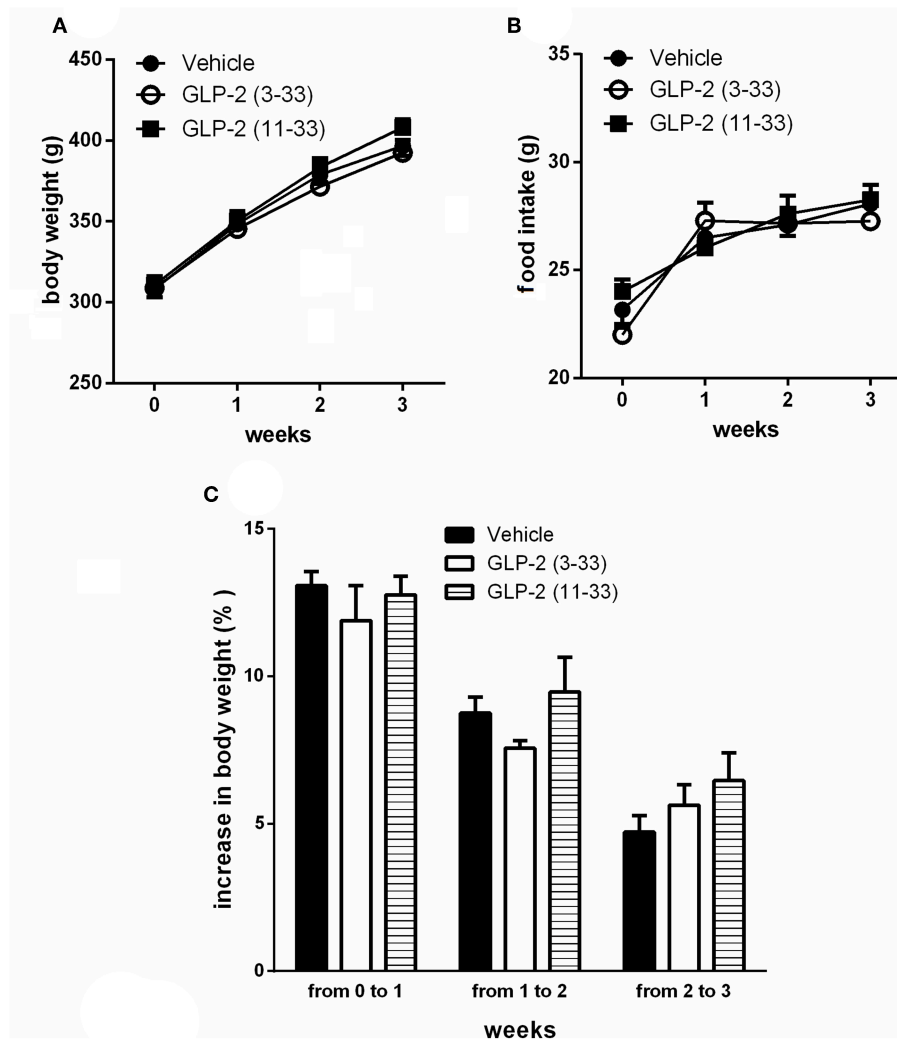 A
450
400
350
300
250
body weight (g)
Vehicle
GLP-2 (3-33)
GLP-2 (11-33)
0 1 2 3
weeks
B
35
30
25
20
food intake (g)
Vehicle
GLP-2 (3-33)
GLP-2 (11-33)
0 1 2 3
weeks
C
15
10
5
0
increase in body weight (% )
Vehicle
GLP-2 (3-33)
GLP-2 (11-33)
from 0 to 1 from 1 to 2 from 2 to 3
weeks